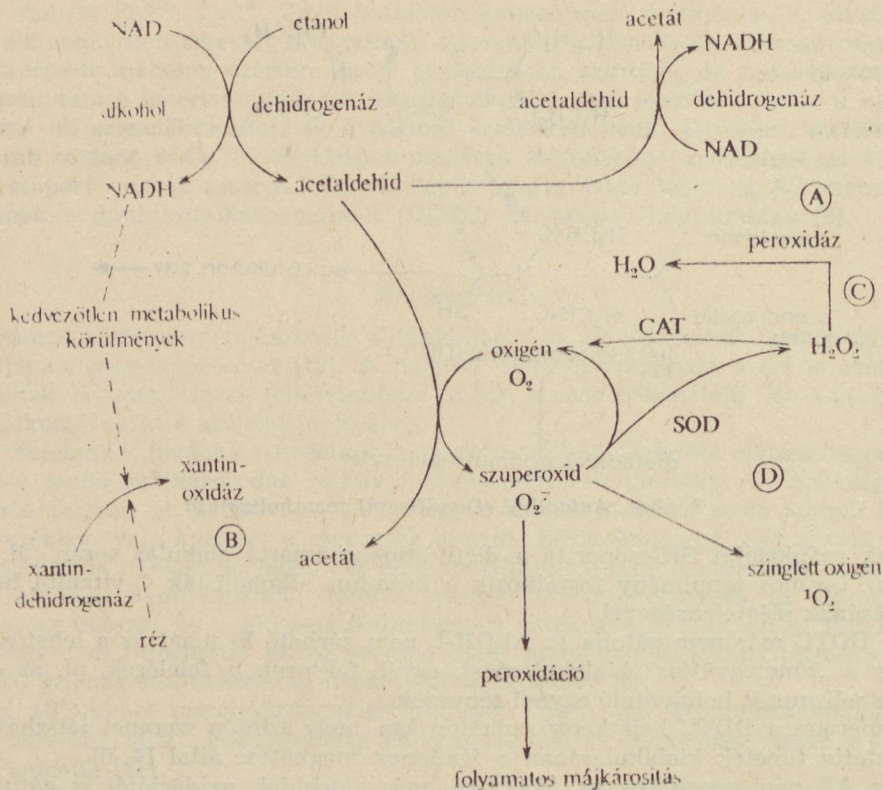 NAD
etanol
alkohol
dehidrogenáz
NADH
acetaldehid
acetát
NADH
acetaldehid
dehidrogenáz
NAD
A
peroxidáz
H₂O
C
CAT
H₂O₂
kedvezőtlen metabolikus
körülmények
oxigén
O₂
SOD
szuperoxid
O₂⁻
D
xantin-
oxidáz
B
acetát
szinglett oxigén
¹O₂
xantin-
dehidrogenáz
réz
peroxidáció
folyamatos májkárosítás